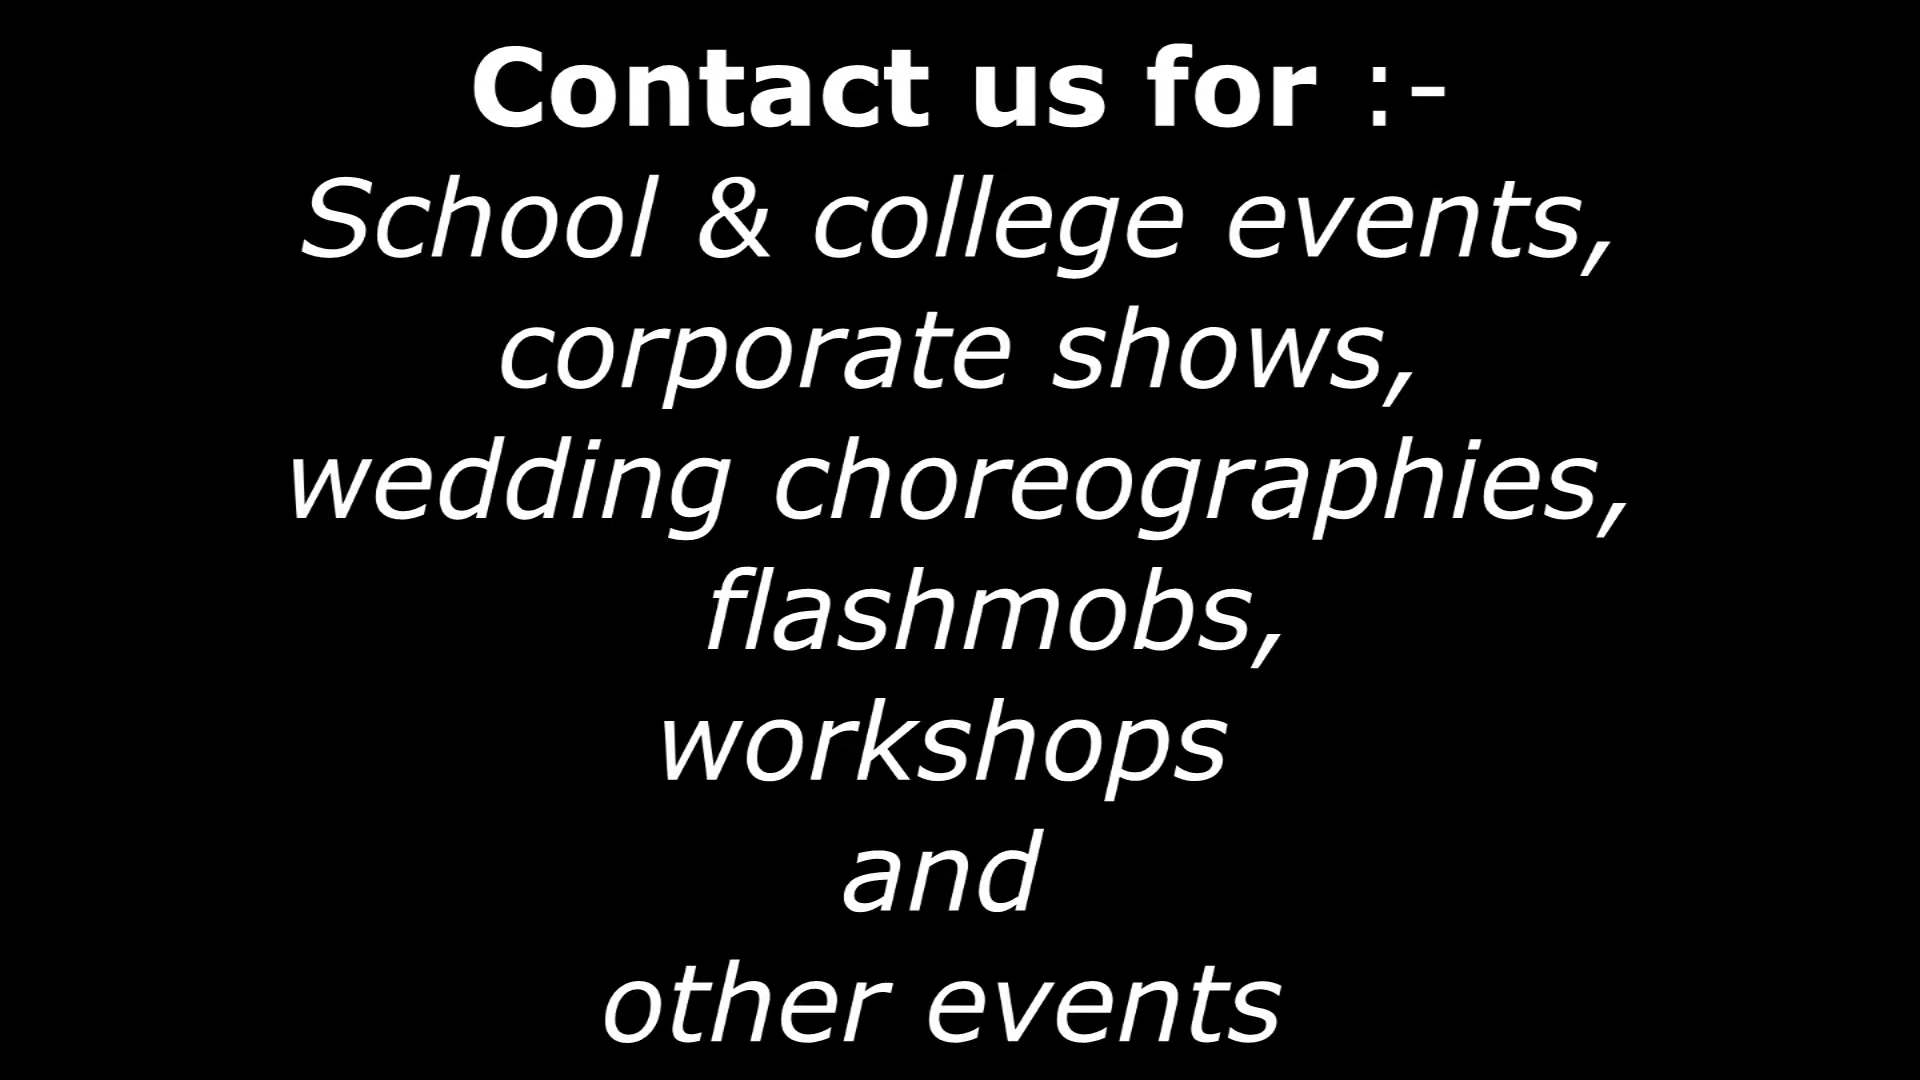 Contact us for :-
School & college events,
corporate shows,
wedding choreographies,
flashmobs,
workshops
and
other events